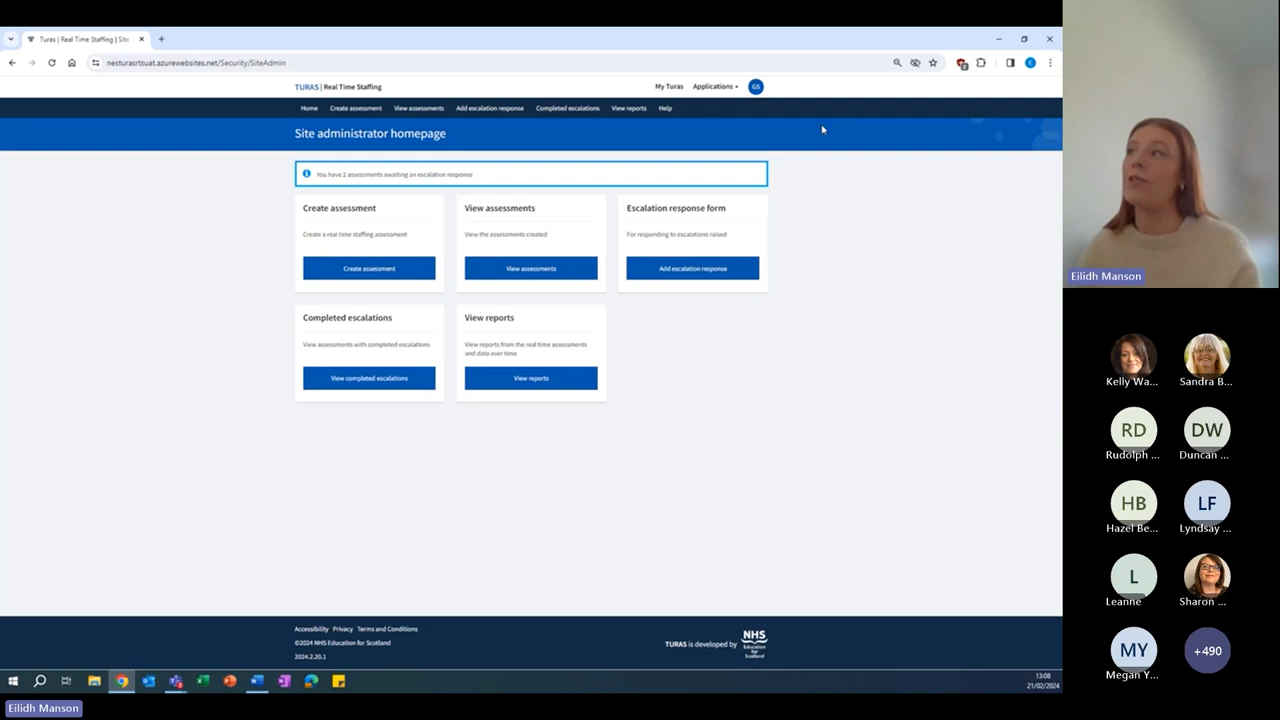 Turas | Real Time Staffing | Site
nesturasrtsuat.azurewebsites.net/Security/SiteAdmin
TURAS | Real Time Staffing
My Turas
Applications
GS
Home
Create assessment
View assessments
Add escalation response
Completed escalations
View reports
Help
Site administrator homepage
You have 2 assessments awaiting an escalation response
Create assessment
Create a real time staffing assessment
Create assessment
View assessments
View the assessments created
View assessments
Escalation response form
For responding to escalations raised
Add escalation response
Completed escalations
View assessments with completed escalations
View completed escalations
View reports
View reports from the real time assessments
and data over time
View reports
Accessibility Privacy Terms and Conditions
©2024 NHS Education for Scotland
2024.2.20.1
TURAS is developed by
NHS
Education
for
Scotland
13:08
21/02/2024
Eilidh Manson
Kelly Wa...
Sandra B...
RD
Rudolph ...
DW
Duncan ...
HB
Hazel Be...
LF
Lyndsay ...
L
Leanne
Sharon ...
MY
Megan Y...
+490
Eilidh Manson